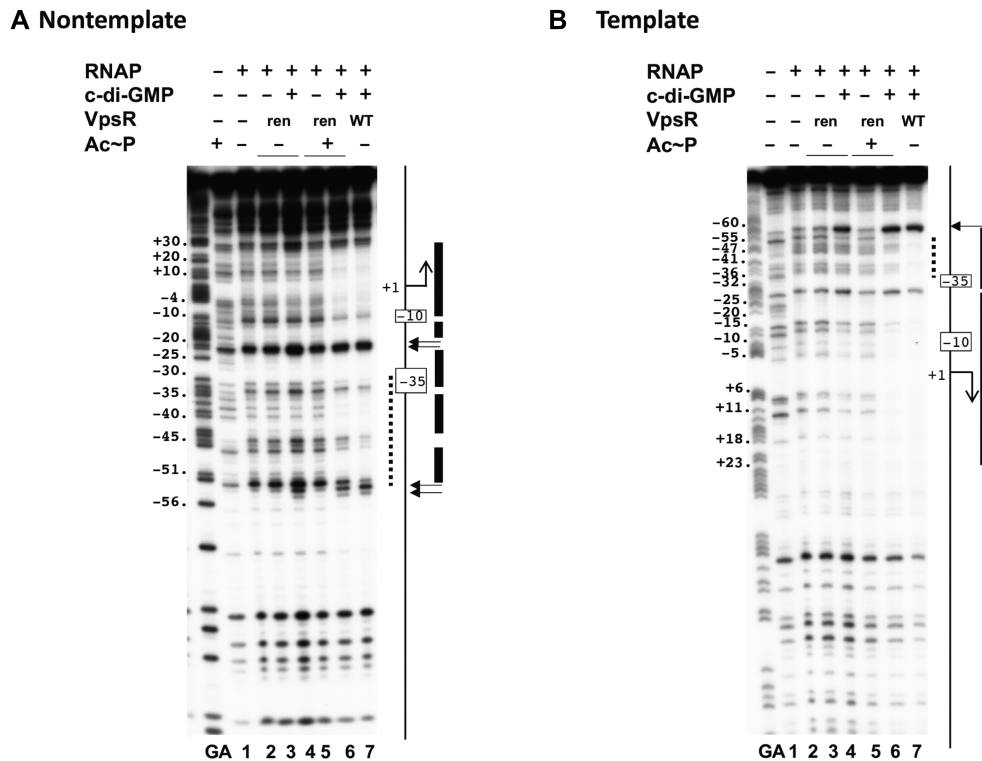 A Nontemplate
RNAP – + + + + + +
c-di-GMP – – – + – + +
VpsR ren ren WT
Ac~P + – – + –
+30.
+20.
+10.
–4.
–10.
–20.
–25.
–30.
–35.
–40.
–45.
–51.
–56.
+1
–10
–35
GA 1 2 3 4 5 6 7
B Template
RNAP – + + + + + +
c-di-GMP – – – + – + +
VpsR ren ren WT
Ac~P – – – + –
–60.
–55.
–47.
–41.
–36.
–32.
–25.
–20.
–15.
–10.
–5.
+6.
+11.
+18.
+23.
–35
–10
+1
GA 1 2 3 4 5 6 7